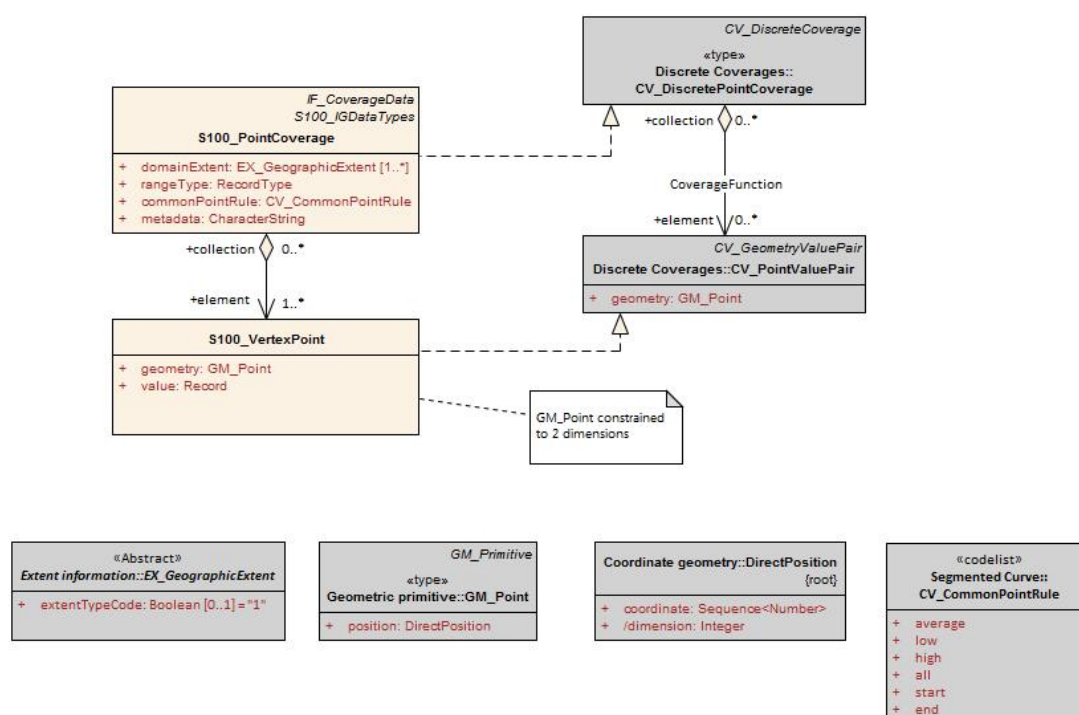 CV_DiscreteCoverage
«type»
Discrete Coverages::
CV_DiscretePointCoverage
IF_CoverageData
S100_IGDataTypes
S100_PointCoverage
+ domainExtent: EX_GeographicExtent [1..*]
+ rangeType: RecordType
+ commonPointRule: CV_CommonPointRule
+ metadata: CharacterString
+collection 0..*
CoverageFunction
+element 0..*
+collection 0..*
+element 1..*
CV_GeometryValuePair
Discrete Coverages::CV_PointValuePair
+ geometry: GM_Point
S100_VertexPoint
+ geometry: GM_Point
+ value: Record
GM_Point constrained
to 2 dimensions
«Abstract»
Extent information::EX_GeographicExtent
+ extentTypeCode: Boolean [0..1] = "1"
GM_Primitive
«type»
Geometric primitive::GM_Point
+ position: DirectPosition
Coordinate geometry::DirectPosition
{root}
+ coordinate: Sequence<Number>
+ /dimension: Integer
«codelist»
Segmented Curve::
CV_CommonPointRule
+ average
+ low
+ high
+ all
+ start
+ end